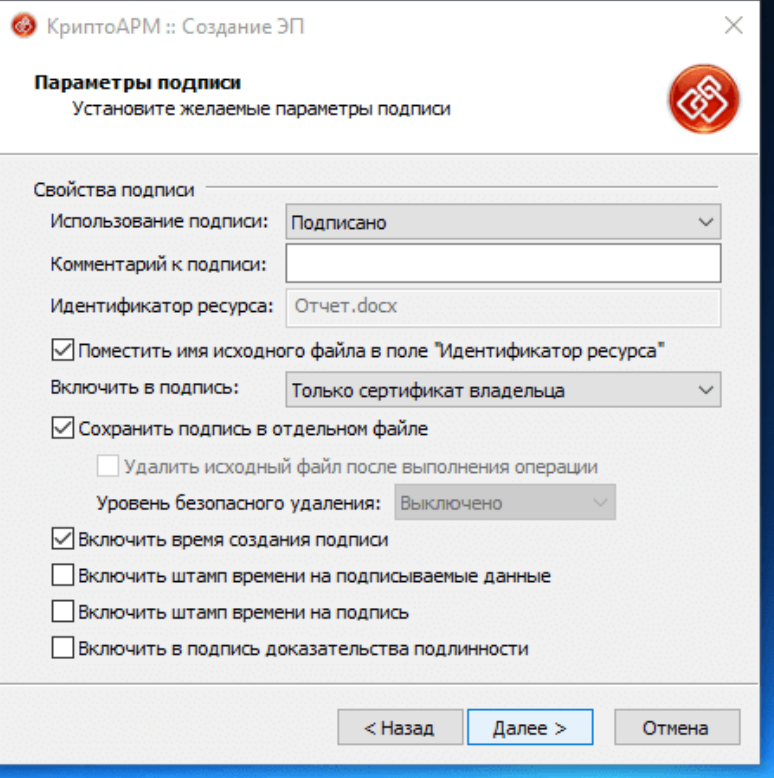 КриптоАРМ :: Создание ЭП
Параметры подписи
Установите желаемые параметры подписи
Свойства подписи
Использование подписи: Подписано
Комментарий к подписи:
Идентификатор ресурса: Отчет.docx
Поместить имя исходного файла в поле "Идентификатор ресурса"
Включить в подпись: Только сертификат владельца
Сохранить подпись в отдельном файле
Удалить исходный файл после выполнения операции
Уровень безопасного удаления: Выключено
Включить время создания подписи
Включить штамп времени на подписываемые данные
Включить штамп времени на подпись
Включить в подпись доказательства подлинности
< Назад Далее > Отмена